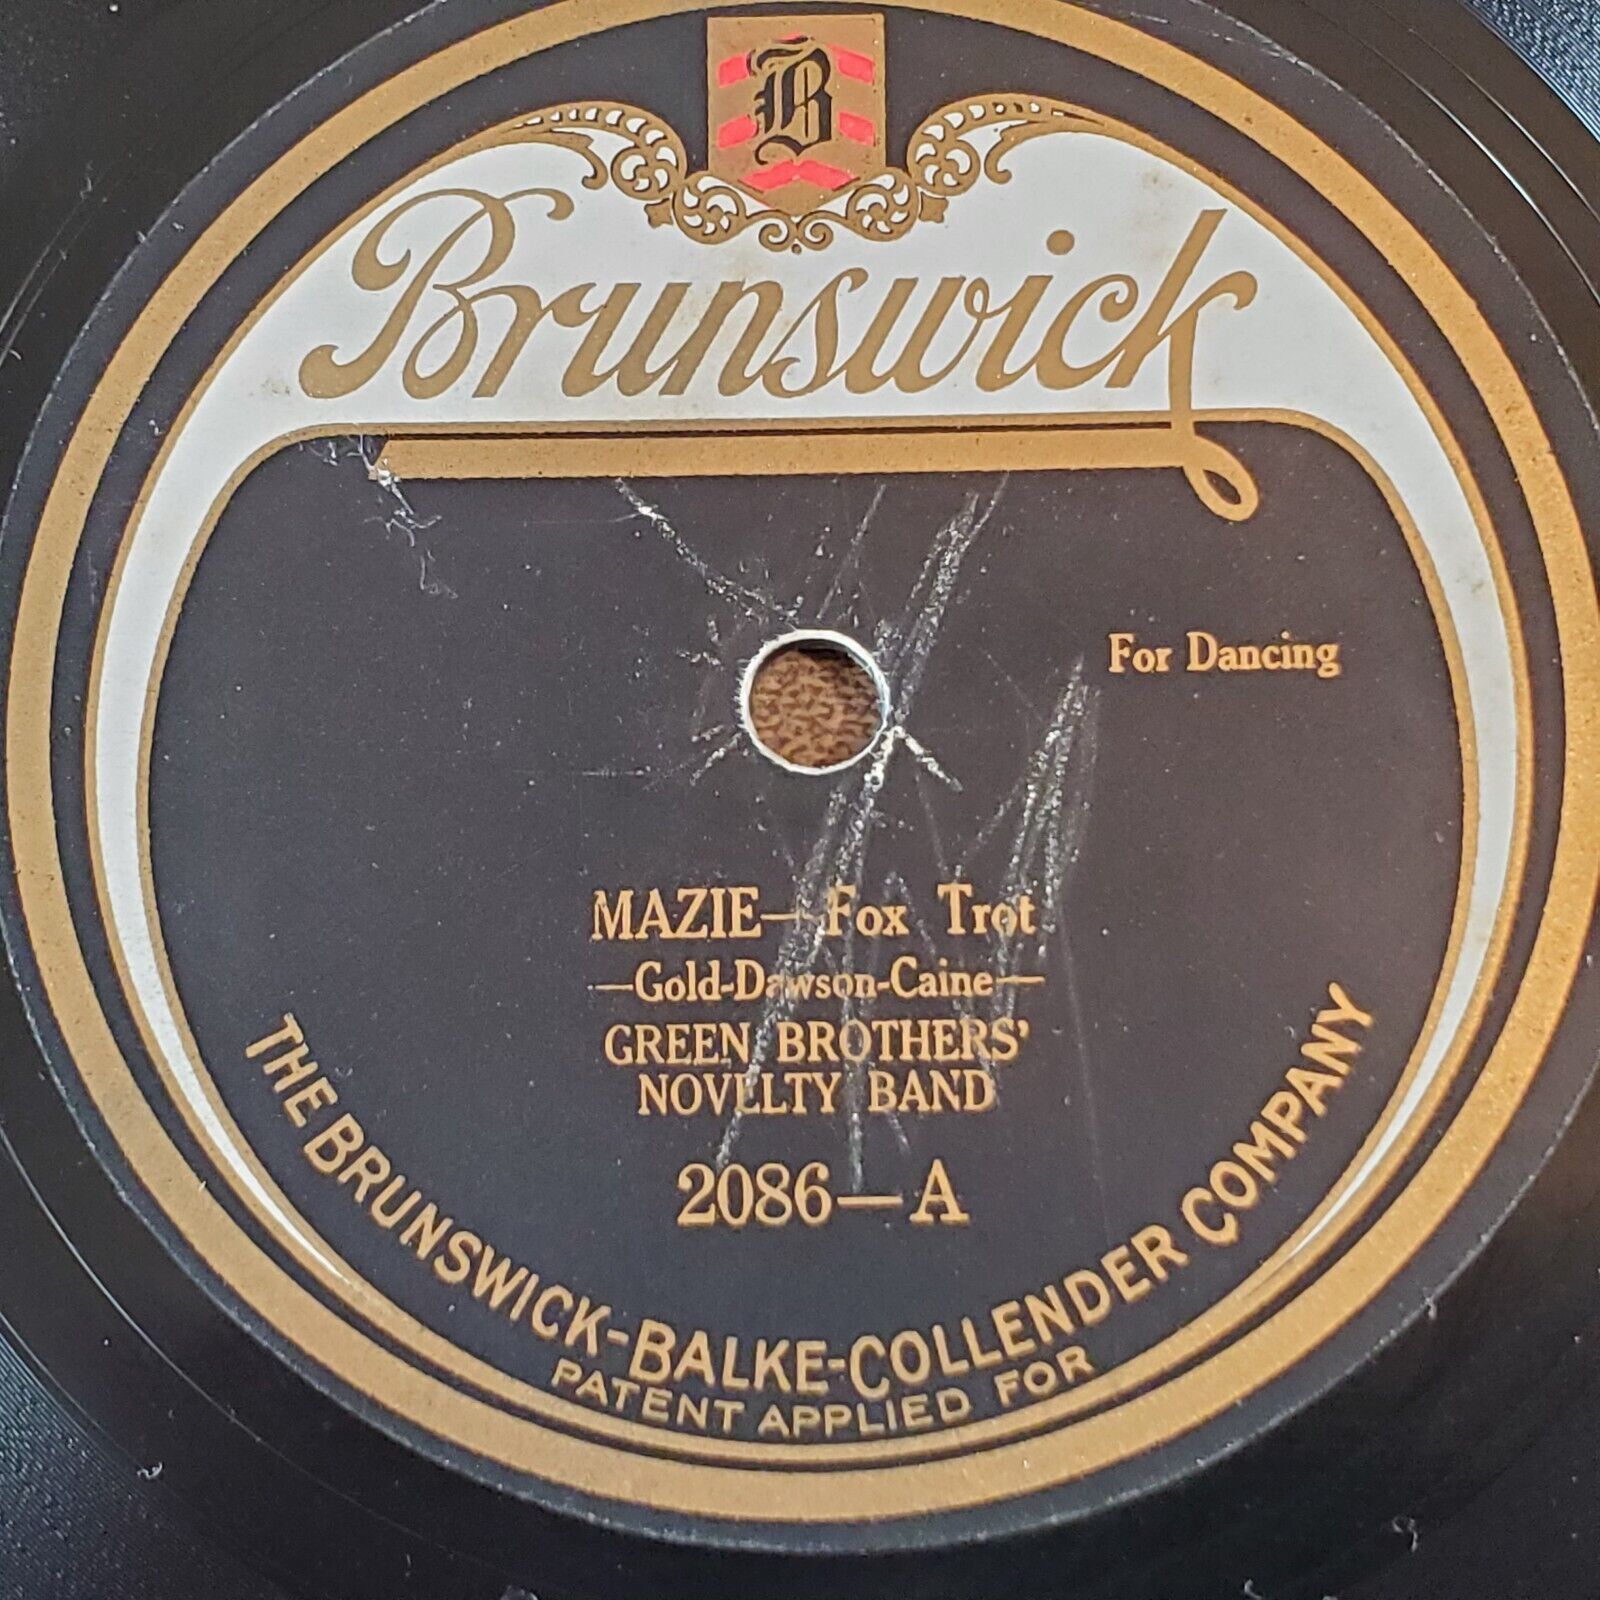 B
Brunswick
For Dancing
MAZIE— Fox Trot
—Gold-Dawson-Caine—
GREEN BROTHERS'
NOVELTY BAND
2086—A
THE BRUNSWICK-BALKE-COLLENDER COMPANY
PATENT APPLIED FOR